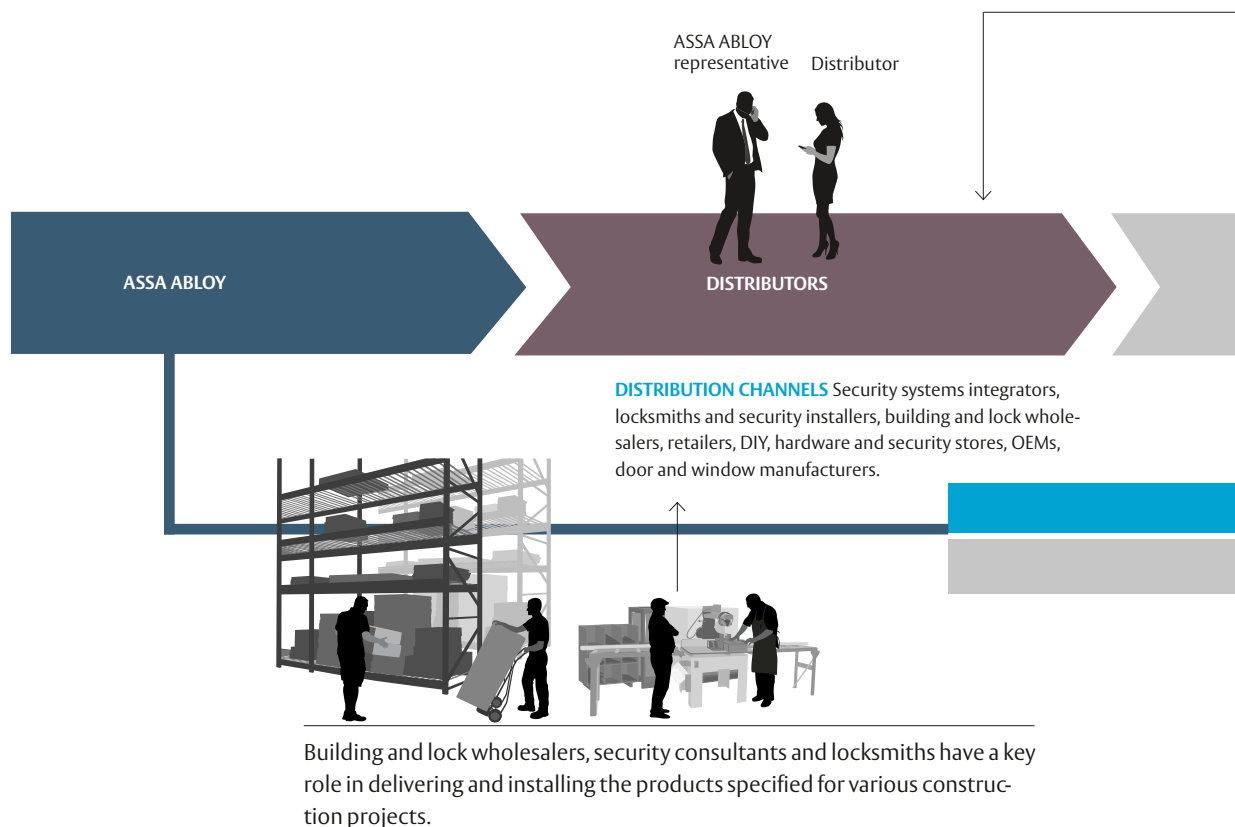 ASSA ABLOY
representative
Distributor
ASSA ABLOY
DISTRIBUTORS
DISTRIBUTION CHANNELS Security systems integrators,
locksmiths and security installers, building and lock whole-
salers, retailers, DIY, hardware and security stores, OEMs,
door and window manufacturers.
Building and lock wholesalers, security consultants and locksmiths have a key
role in delivering and installing the products specified for various construc-
tion projects.